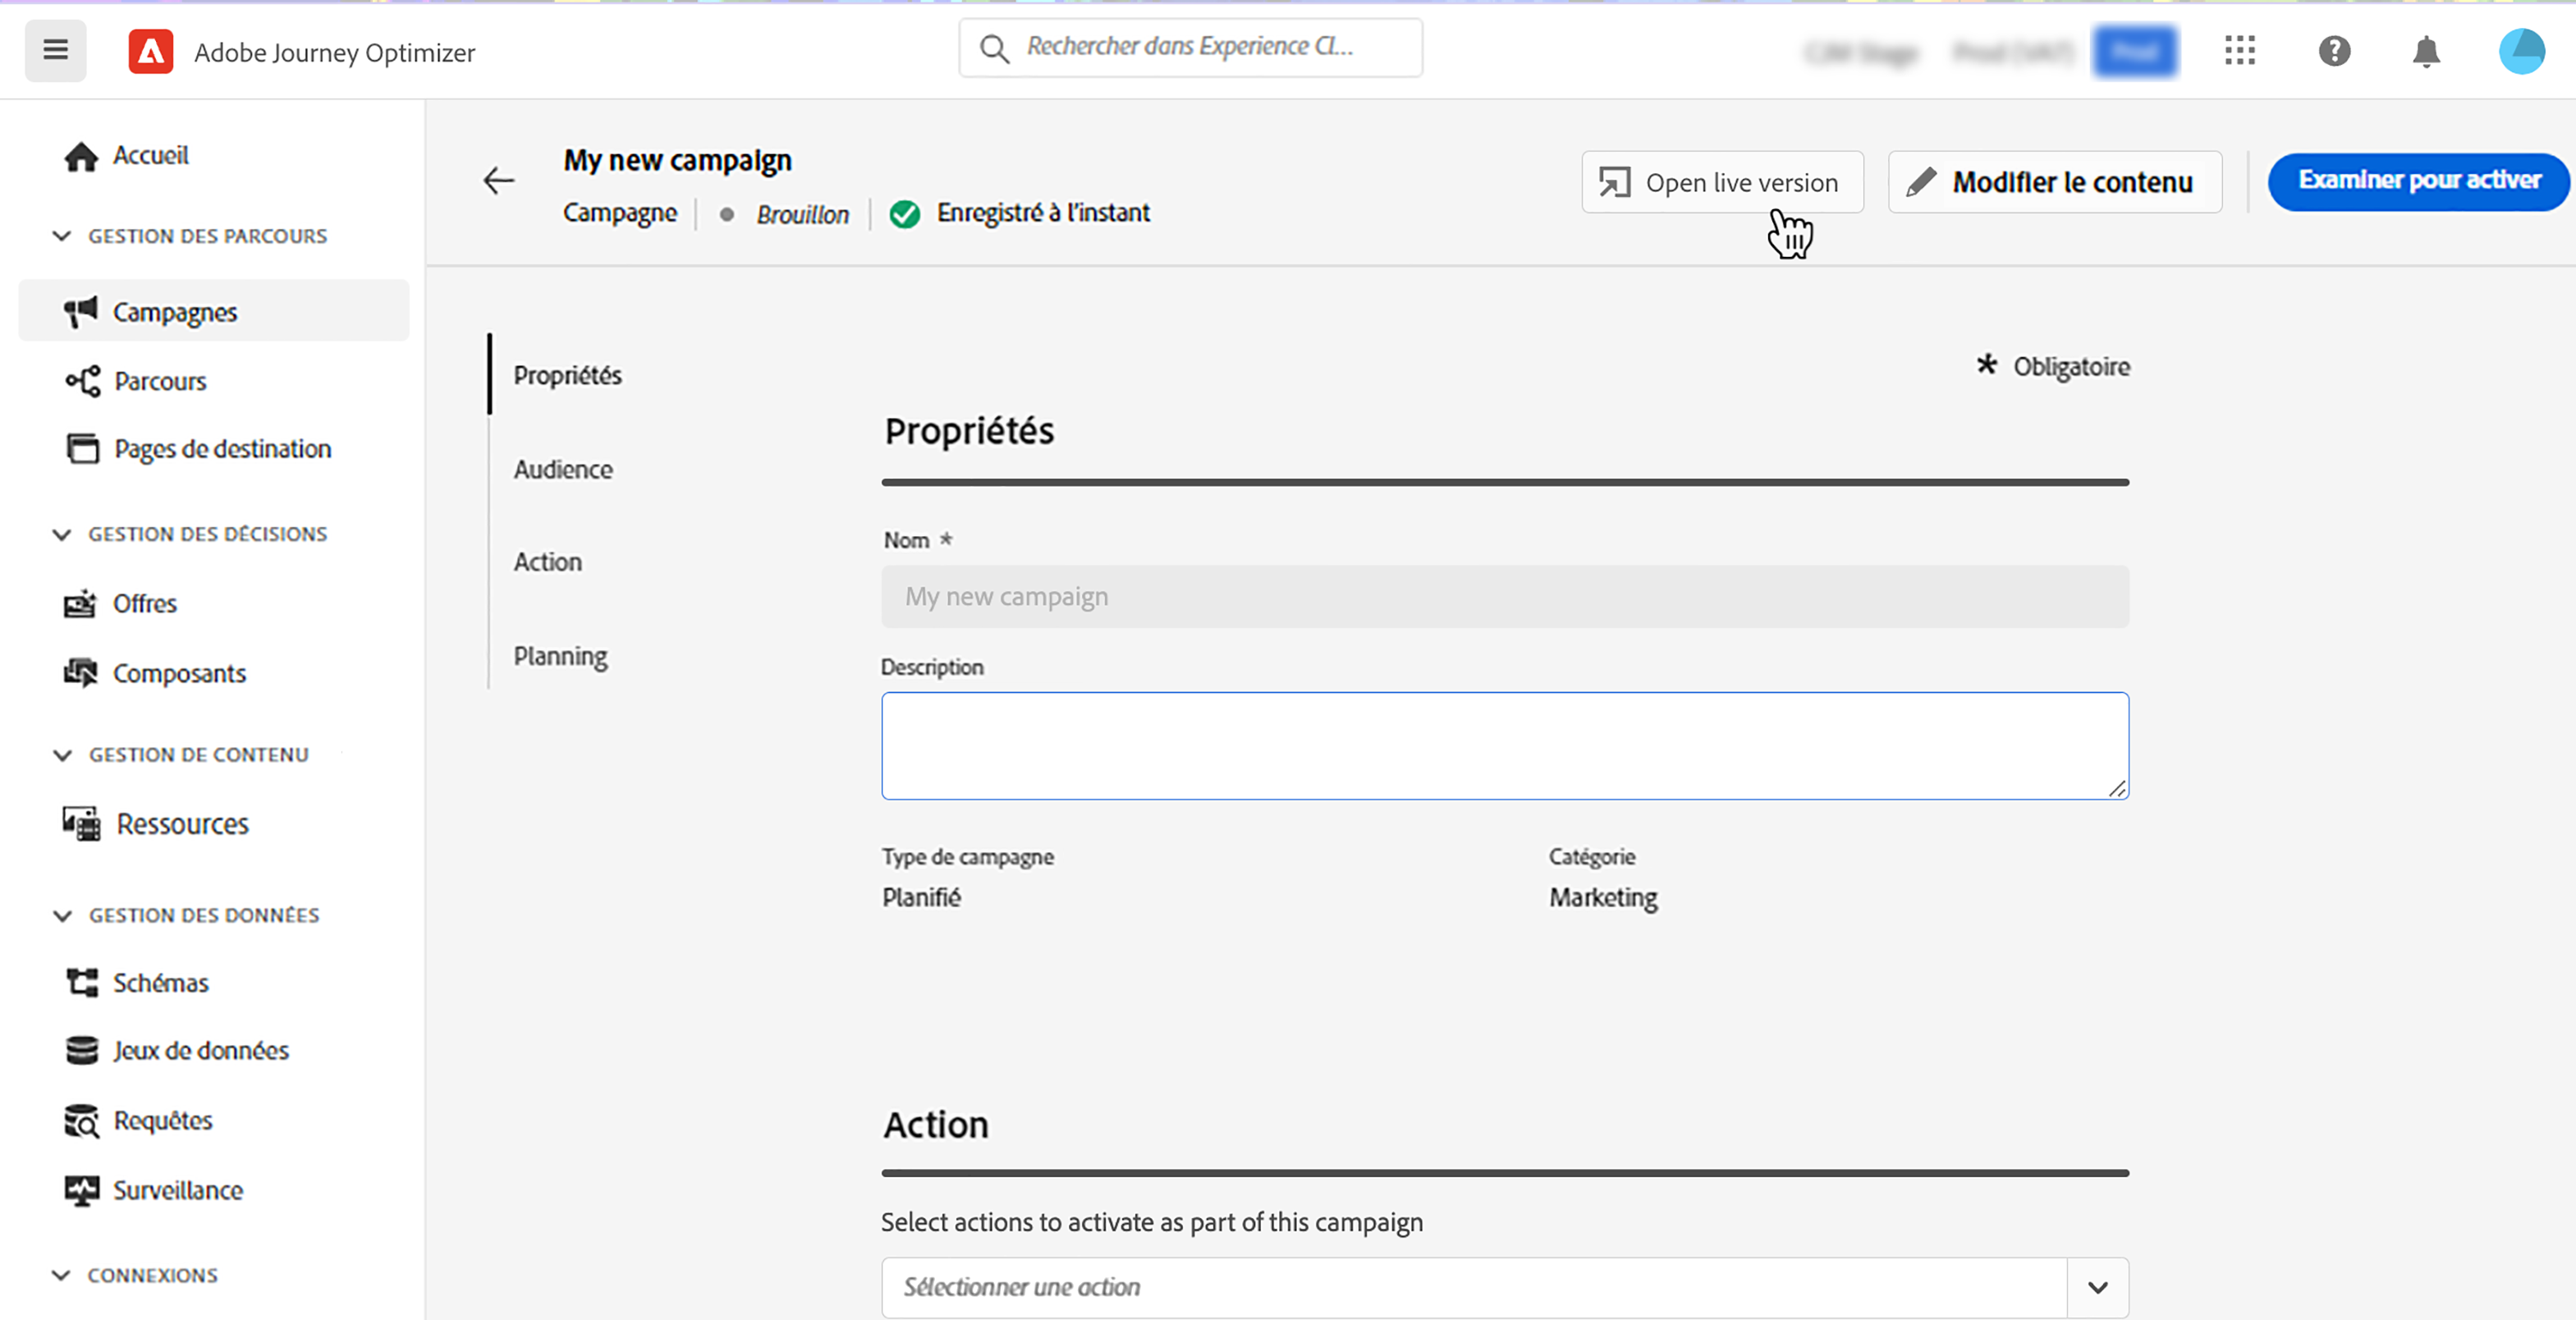 Adobe Journey Optimizer
Rechercher dans Experience Cl...
Accueil
GESTION DES PARCOURS
Campagnes
Parcours
Pages de destination
GESTION DES DÉCISIONS
Offres
Composants
GESTION DE CONTENU
Ressources
GESTION DES DONNÉES
Schémas
Jeux de données
Requêtes
Surveillance
CONNEXIONS
My new campaign
Campagne
Brouillon
Enregistré à l'instant
Open live version
Modifier le contenu
Examiner pour activer
Propriétés
Audience
Action
Planning
* Obligatoire
Propriétés
Nom *
My new campaign
Description
Type de campagne
Planifié
Catégorie
Marketing
Action
Select actions to activate as part of this campaign
Sélectionner une action